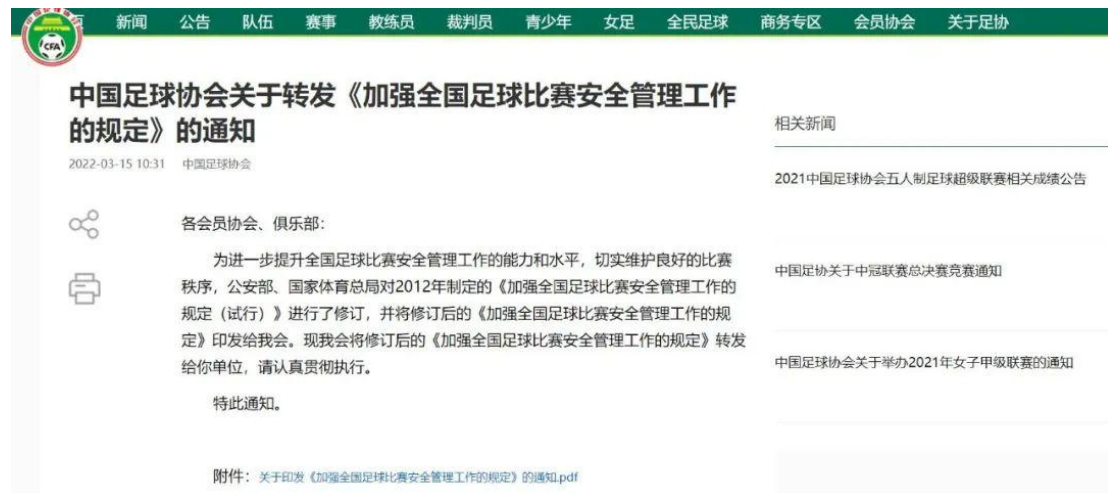 新闻 公告 队伍 赛事 教练员 裁判员 青少年 女足 全民足球 商务专区 会员协会 关于足协
CFA
中国足球协会关于转发《加强全国足球比赛安全管理工作
的规定》的通知
2022-03-15 10:31 中国足球协会
各会员协会、俱乐部：
为进一步提升全国足球比赛安全管理工作的能力和水平，切实维护良好的比赛
秩序，公安部、国家体育总局对2012年制定的《加强全国足球比赛安全管理工作的
规定（试行）》进行了修订，并将修订后的《加强全国足球比赛安全管理工作的规
定》印发给我会。现我会将修订后的《加强全国足球比赛安全管理工作的规定》转发
给你单位，请认真贯彻执行。
特此通知。
附件：关于印发《加强全国足球比赛安全管理工作的规定》的通知.pdf
相关新闻
2021中国足球协会五人制足球超级联赛相关成绩公告
中国足协关于中冠联赛总决赛竞赛通知
中国足球协会关于举办2021年女子甲级联赛的通知